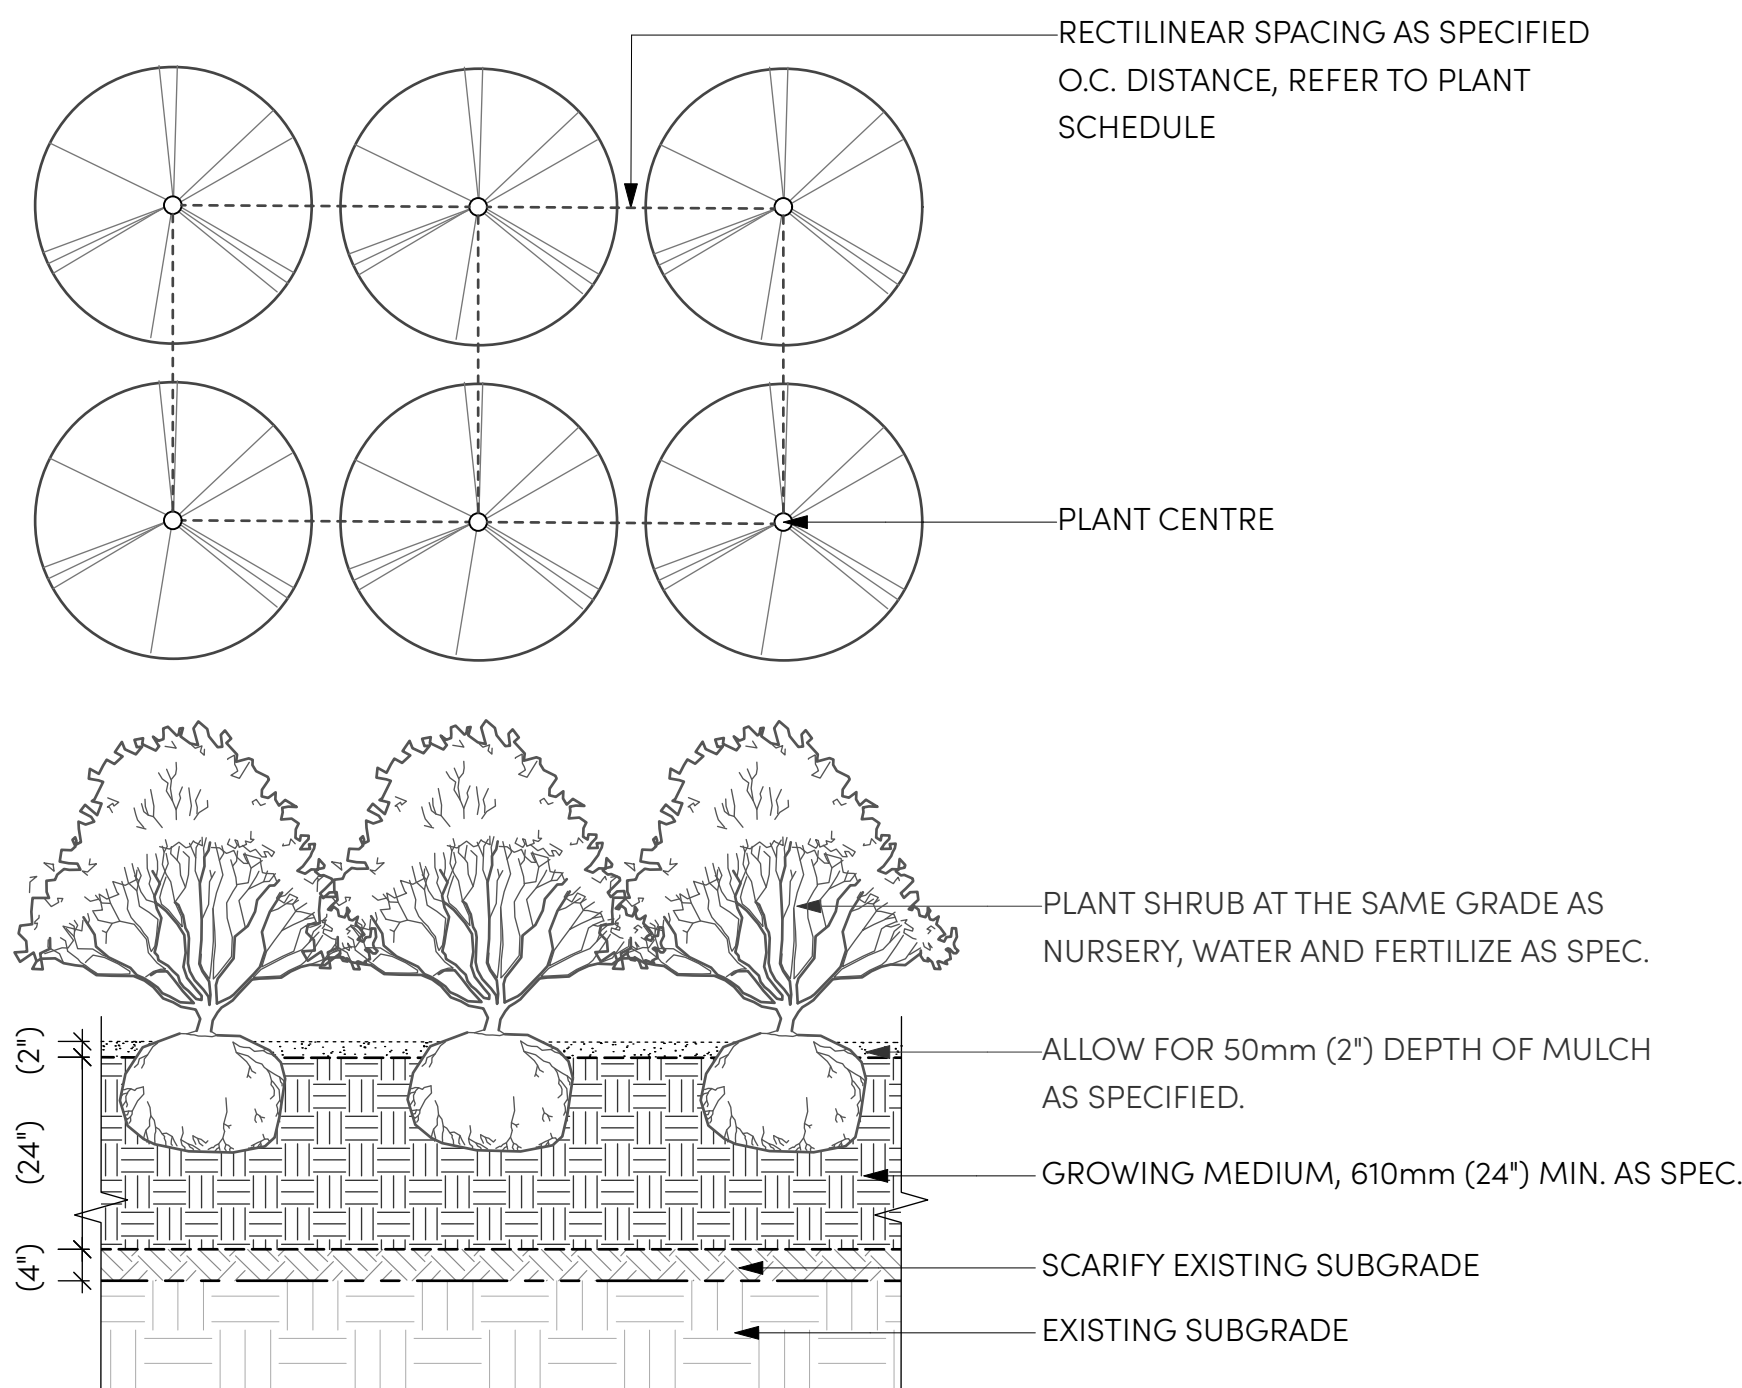 RECTILINEAR SPACING AS SPECIFIED
O.C. DISTANCE, REFER TO PLANT
SCHEDULE
PLANT CENTRE
PLANT SHRUB AT THE SAME GRADE AS
NURSERY, WATER AND FERTILIZE AS SPEC.
(2")
ALLOW FOR 50mm (2") DEPTH OF MULCH
AS SPECIFIED.
(24")
GROWING MEDIUM, 610mm (24") MIN. AS SPEC.
(4")
SCARIFY EXISTING SUBGRADE
EXISTING SUBGRADE